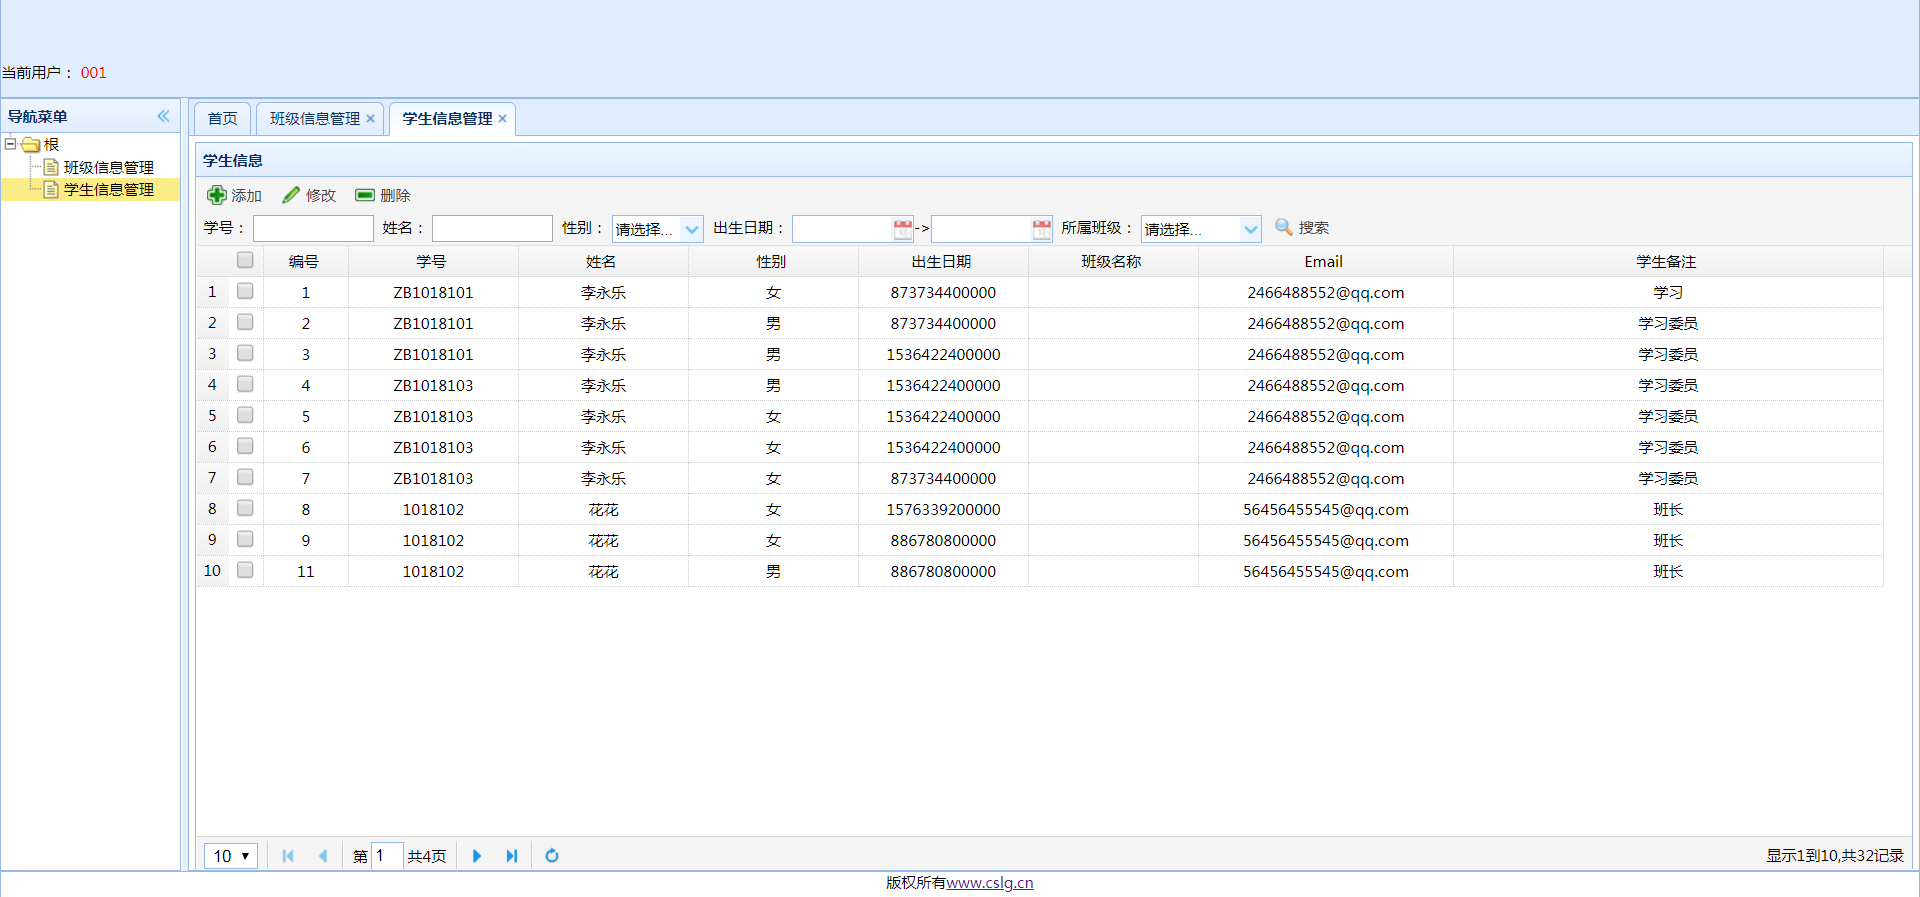 当前用户： 001
导航菜单
根
班级信息管理
学生信息管理
首页 班级信息管理 学生信息管理
学生信息
添加 修改 删除
学号： 姓名： 性别： 请选择... 出生日期： -> 所属班级： 请选择... 搜索
编号 学号 姓名 性别 出生日期 班级名称 Email 学生备注
1 1 ZB1018101 李永乐 女 873734400000 2466488552@qq.com 学习
2 2 ZB1018101 李永乐 男 873734400000 2466488552@qq.com 学习委员
3 3 ZB1018101 李永乐 男 1536422400000 2466488552@qq.com 学习委员
4 4 ZB1018103 李永乐 男 1536422400000 2466488552@qq.com 学习委员
5 5 ZB1018103 李永乐 女 1536422400000 2466488552@qq.com 学习委员
6 6 ZB1018103 李永乐 女 1536422400000 2466488552@qq.com 学习委员
7 7 ZB1018103 李永乐 女 873734400000 2466488552@qq.com 学习委员
8 8 1018102 花花 女 1576339200000 56456455545@qq.com 班长
9 9 1018102 花花 女 886780800000 56456455545@qq.com 班长
10 11 1018102 花花 男 886780800000 56456455545@qq.com 班长
10 第 1 共4页 显示1到10,共32记录
版权所有www.cslg.cn